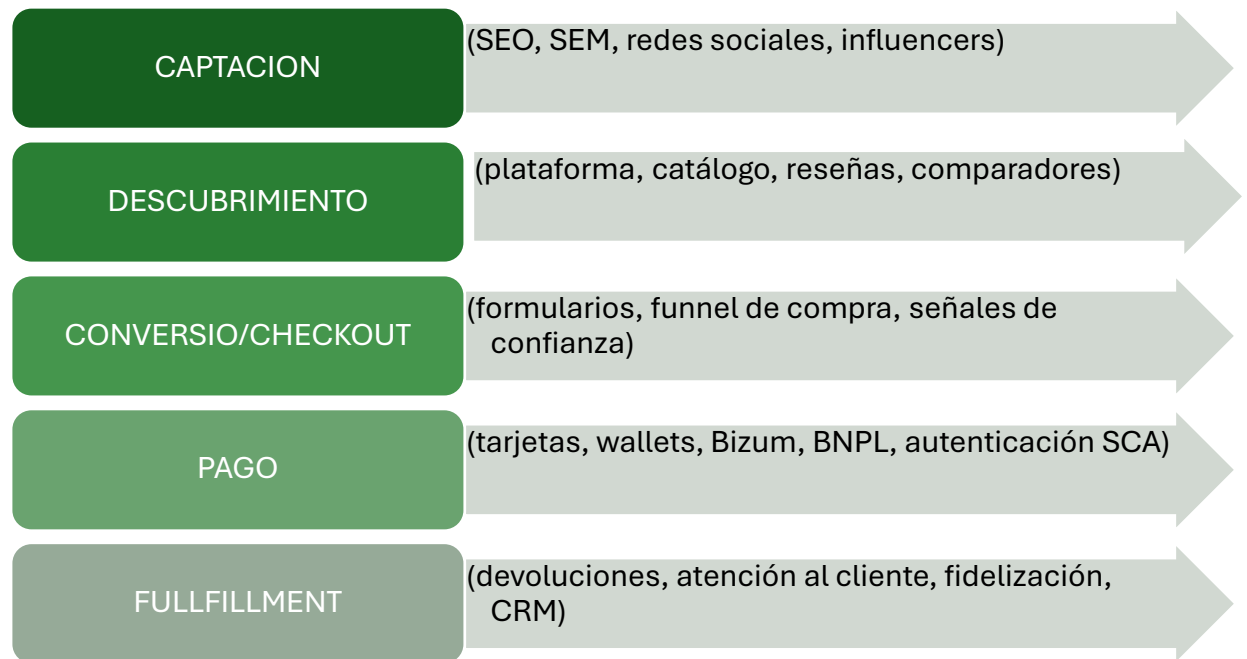 CAPTACION
(SEO, SEM, redes sociales, influencers)
DESCUBRIMIENTO
(plataforma, catálogo, reseñas, comparadores)
CONVERSIO/CHECKOUT
(formularios, funnel de compra, señales de
confianza)
PAGO
(tarjetas, wallets, Bizum, BNPL, autenticación SCA)
FULLFILLMENT
(devoluciones, atención al cliente, fidelización,
CRM)